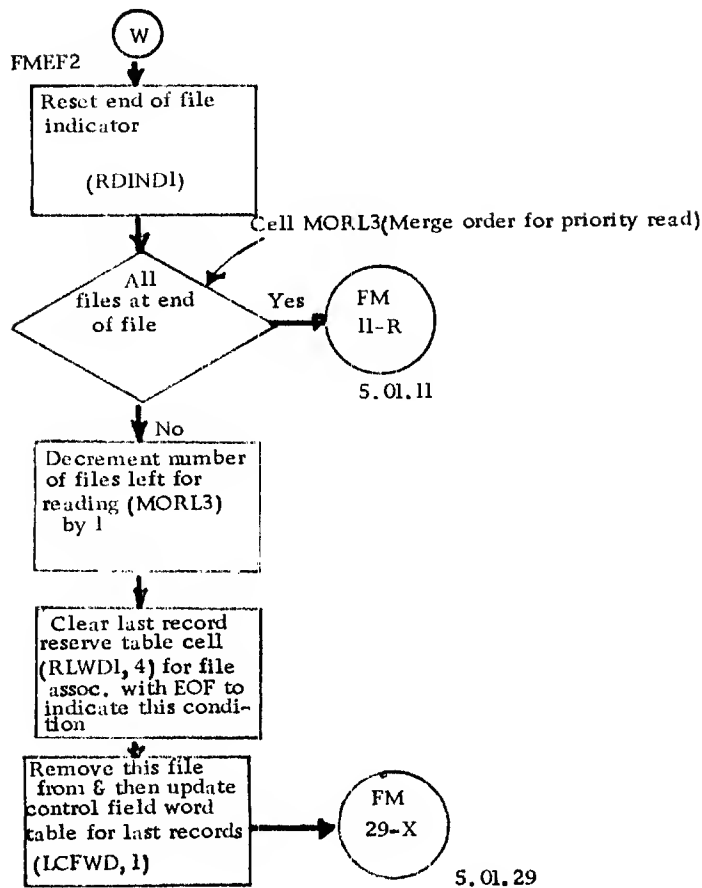 W
FMEF2
Reset end of file
indicator
(RDIND1)
Cell MORL3(Merge order for priority read)
All
files at end
of file
Yes
FM
11-R
5.01.11
No
Decrement number
of files left for
reading (MORL3)
by 1
Clear last record
reserve table cell
(RLWD1, 4) for file
assoc. with EOF to
indicate this condi-
tion
Remove this file
from & then update
control field word
table for last records
(LCFWD, 1)
FM
29-X
5.01.29